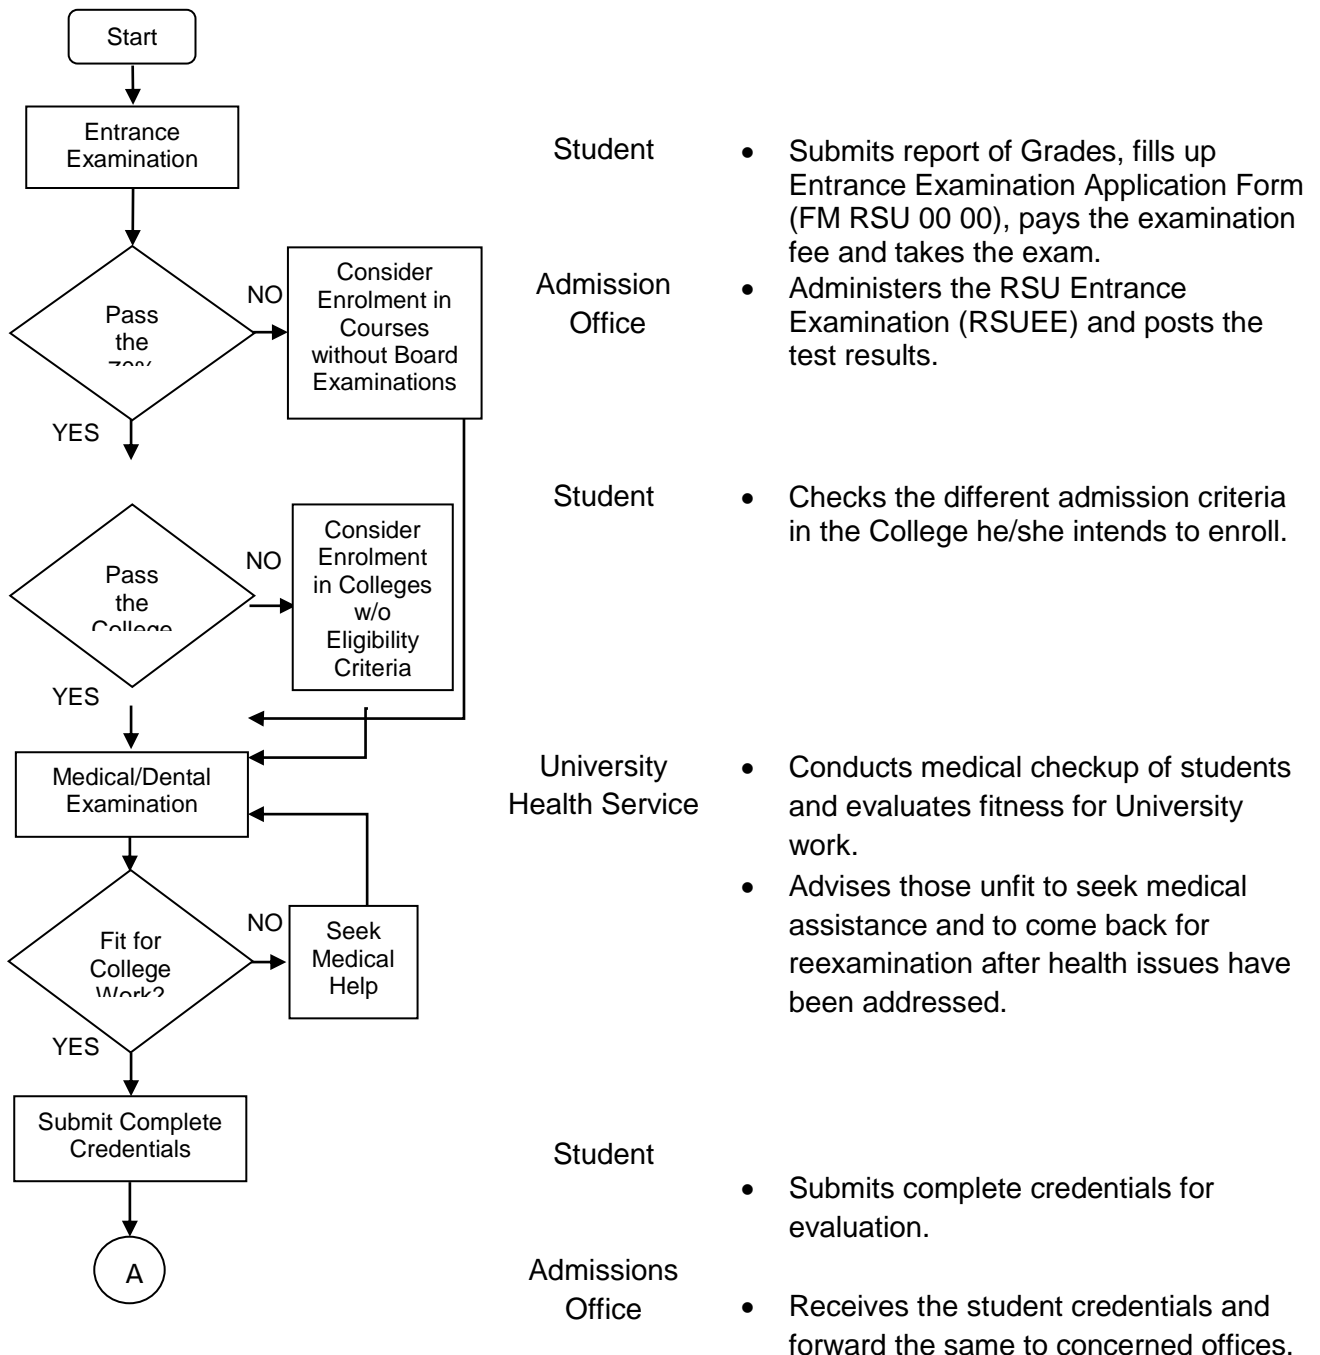 Start
Entrance
Examination
Student
• Submits report of Grades, fills up
Entrance Examination Application Form
(FM RSU 00 00), pays the examination
fee and takes the exam.
Pass
the
NO
Consider
Enrolment in
Courses
without Board
Examinations
Admission
Office
• Administers the RSU Entrance
Examination (RSUEE) and posts the
test results.
YES
Student
• Checks the different admission criteria
in the College he/she intends to enroll.
Pass
the
College
NO
Consider
Enrolment
in Colleges
w/o
Eligibility
Criteria
YES
Medical/Dental
Examination
University
Health Service
• Conducts medical checkup of students
and evaluates fitness for University
work.
• Advises those unfit to seek medical
assistance and to come back for
reexamination after health issues have
been addressed.
Fit for
College
Work?
NO
Seek
Medical
Help
YES
Submit Complete
Credentials
Student
• Submits complete credentials for
evaluation.
A
Admissions
Office
• Receives the student credentials and
forward the same to concerned offices.